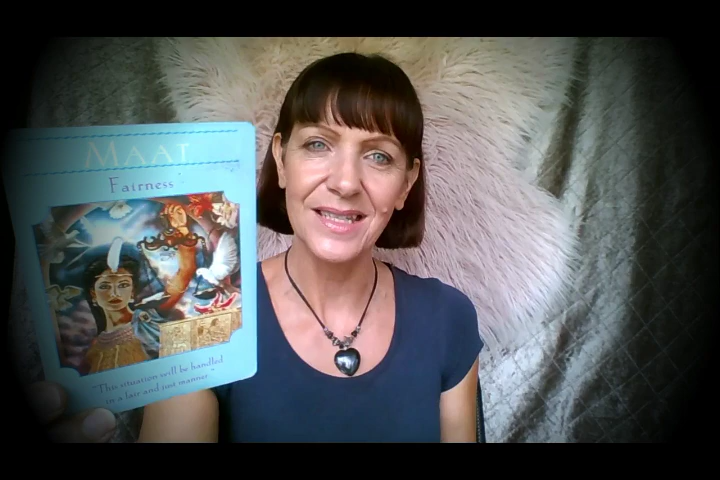 MAAT
Fairness
"This situation will be handled
in a fair and just manner."